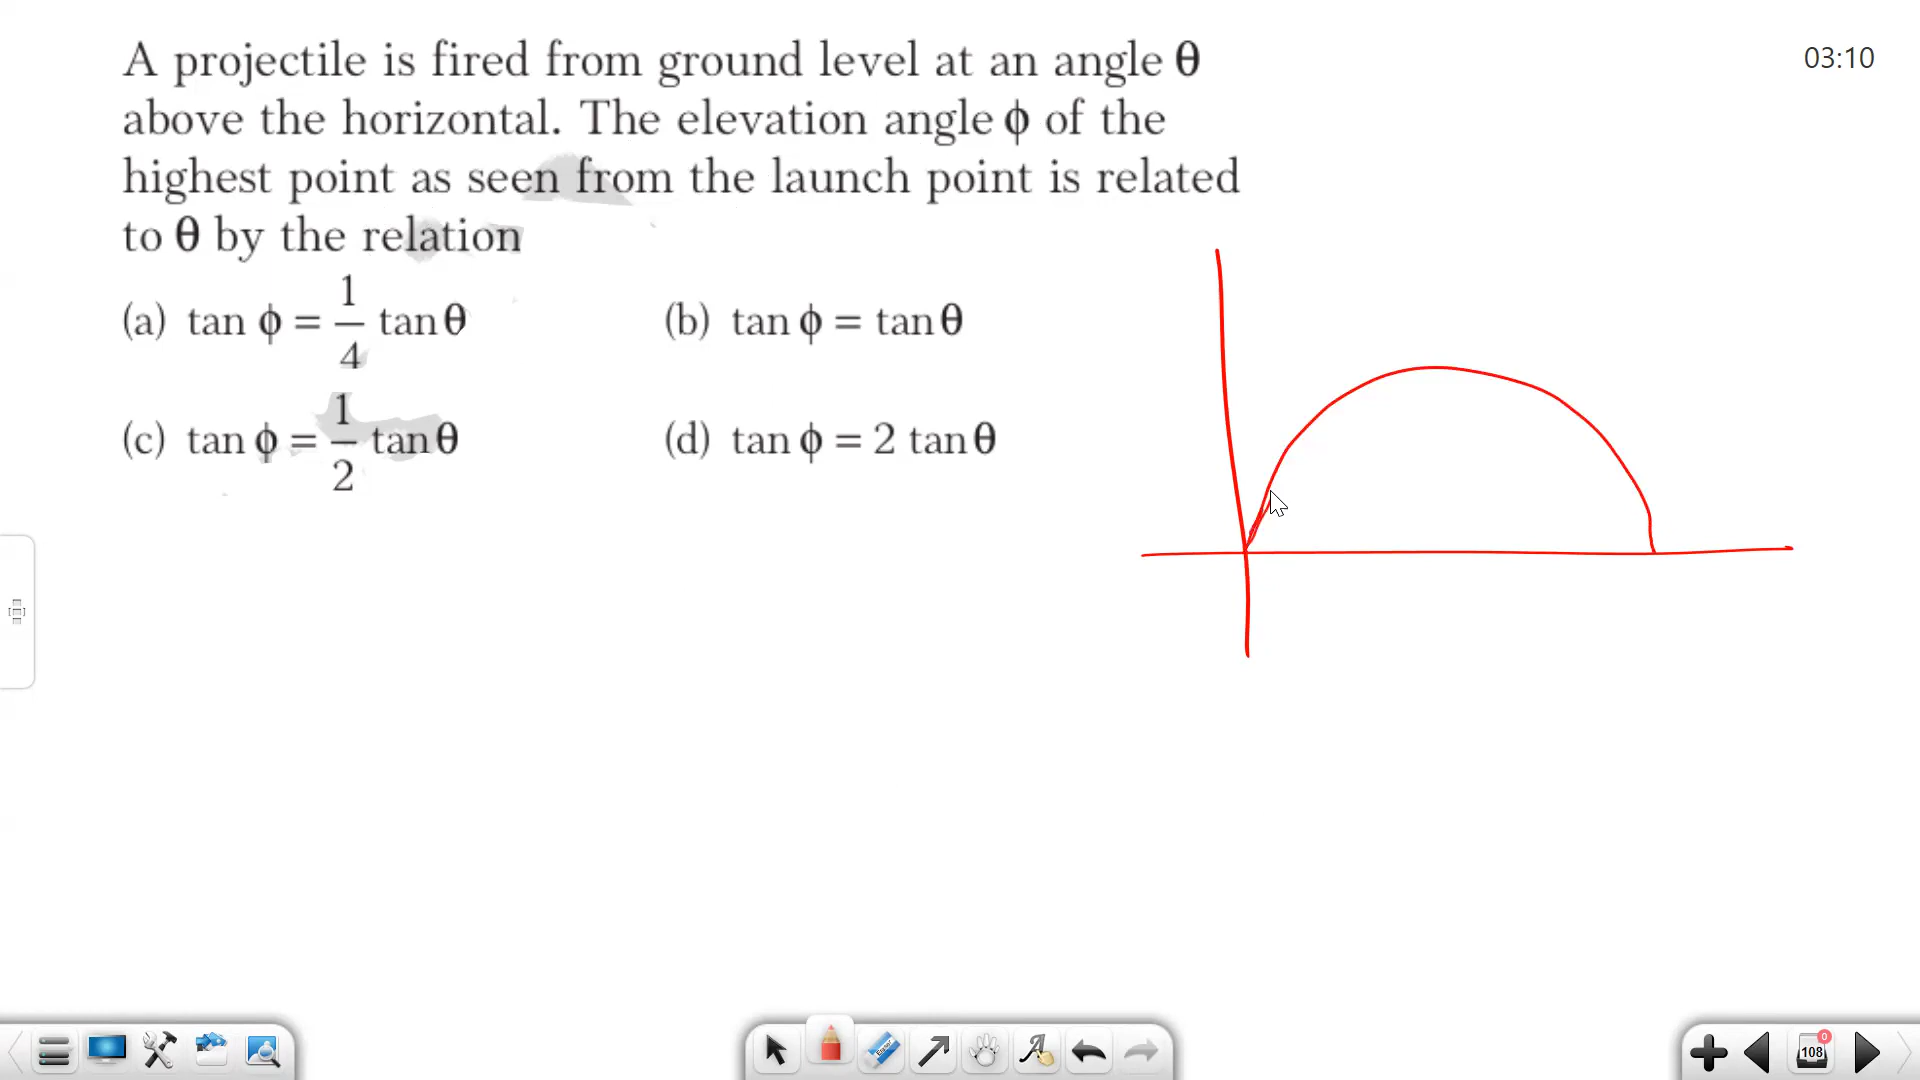 A projectile is fired from ground level at an angle θ
03:10
above the horizontal. The elevation angle ϕ of the
highest point as seen from the launch point is related
to θ by the relation
(a) tan ϕ = 1/4 tan θ
(b) tan ϕ = tan θ
(c) tan ϕ = 1/2 tan θ
(d) tan ϕ = 2 tan θ
Eraser
A
108
0